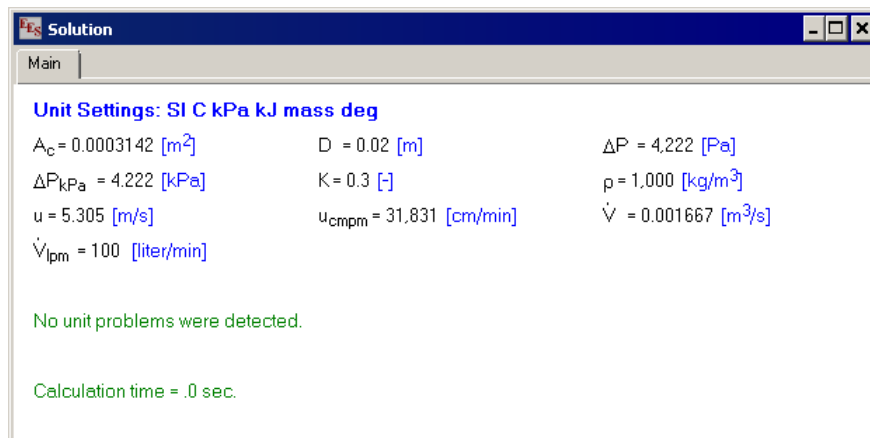 EES Solution
Main
Unit Settings: SI C kPa kJ mass deg
A_c = 0.0003142 [m²] D = 0.02 [m] ΔP = 4,222 [Pa]
ΔP_kPa = 4.222 [kPa] K = 0.3 [-] ρ = 1,000 [kg/m³]
u = 5.305 [m/s] u_cmpm = 31,831 [cm/min] V̇ = 0.001667 [m³/s]
V̇_lpm = 100 [liter/min]
No unit problems were detected.
Calculation time = .0 sec.